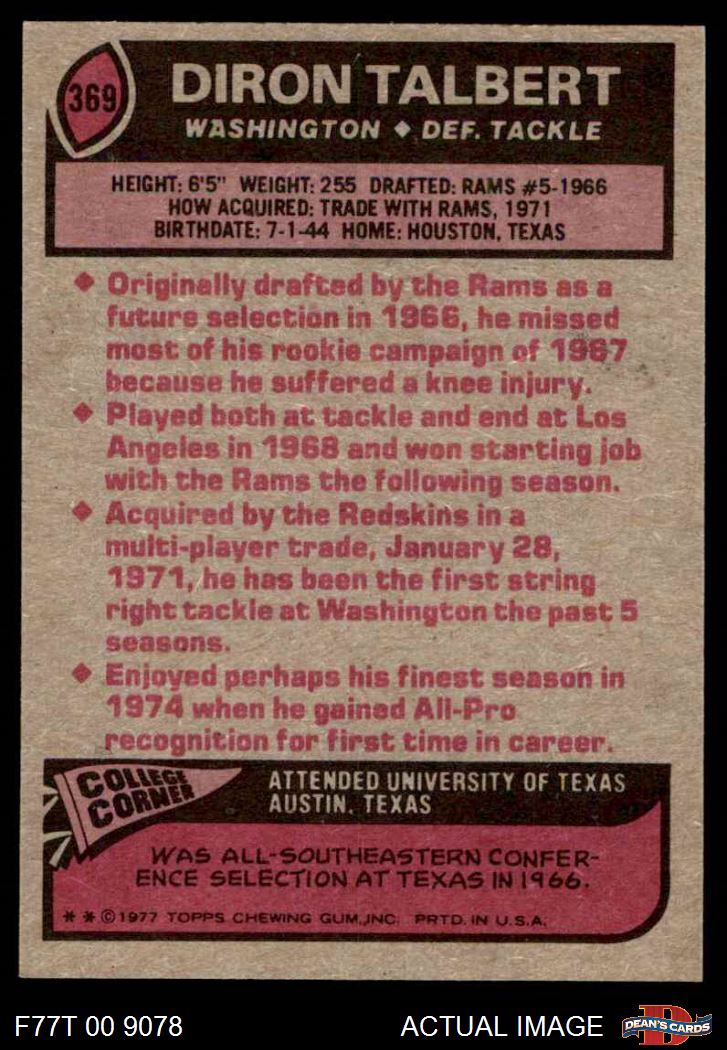 369
DIRON TALBERT
WASHINGTON ◆ DEF. TACKLE
HEIGHT: 6'5" WEIGHT: 255 DRAFTED: RAMS #5-1966
HOW ACQUIRED: TRADE WITH RAMS, 1971
BIRTHDATE: 7-1-44 HOME: HOUSTON, TEXAS
◆ Originally drafted by the Rams as a
future selection in 1966, he missed
most of his rookie campaign of 1967
because he suffered a knee injury.
◆ Played both at tackle and end at Los
Angeles in 1968 and won starting job
with the Rams the following season.
◆ Acquired by the Redskins in a
multi-player trade, January 28,
1971, he has been the first string
right tackle at Washington the past 5
seasons.
◆ Enjoyed perhaps his finest season in
1974 when he gained All-Pro
recognition for first time in career.
COLLEGE
CORNER
ATTENDED UNIVERSITY OF TEXAS
AUSTIN, TEXAS
WAS ALL-SOUTHEASTERN CONFER-
ENCE SELECTION AT TEXAS IN 1966.
* * © 1977 TOPPS CHEWING GUM, INC. PRTD. IN U.S.A.
F77T 00 9078
ACTUAL IMAGE
D
DEAN'S CARDS